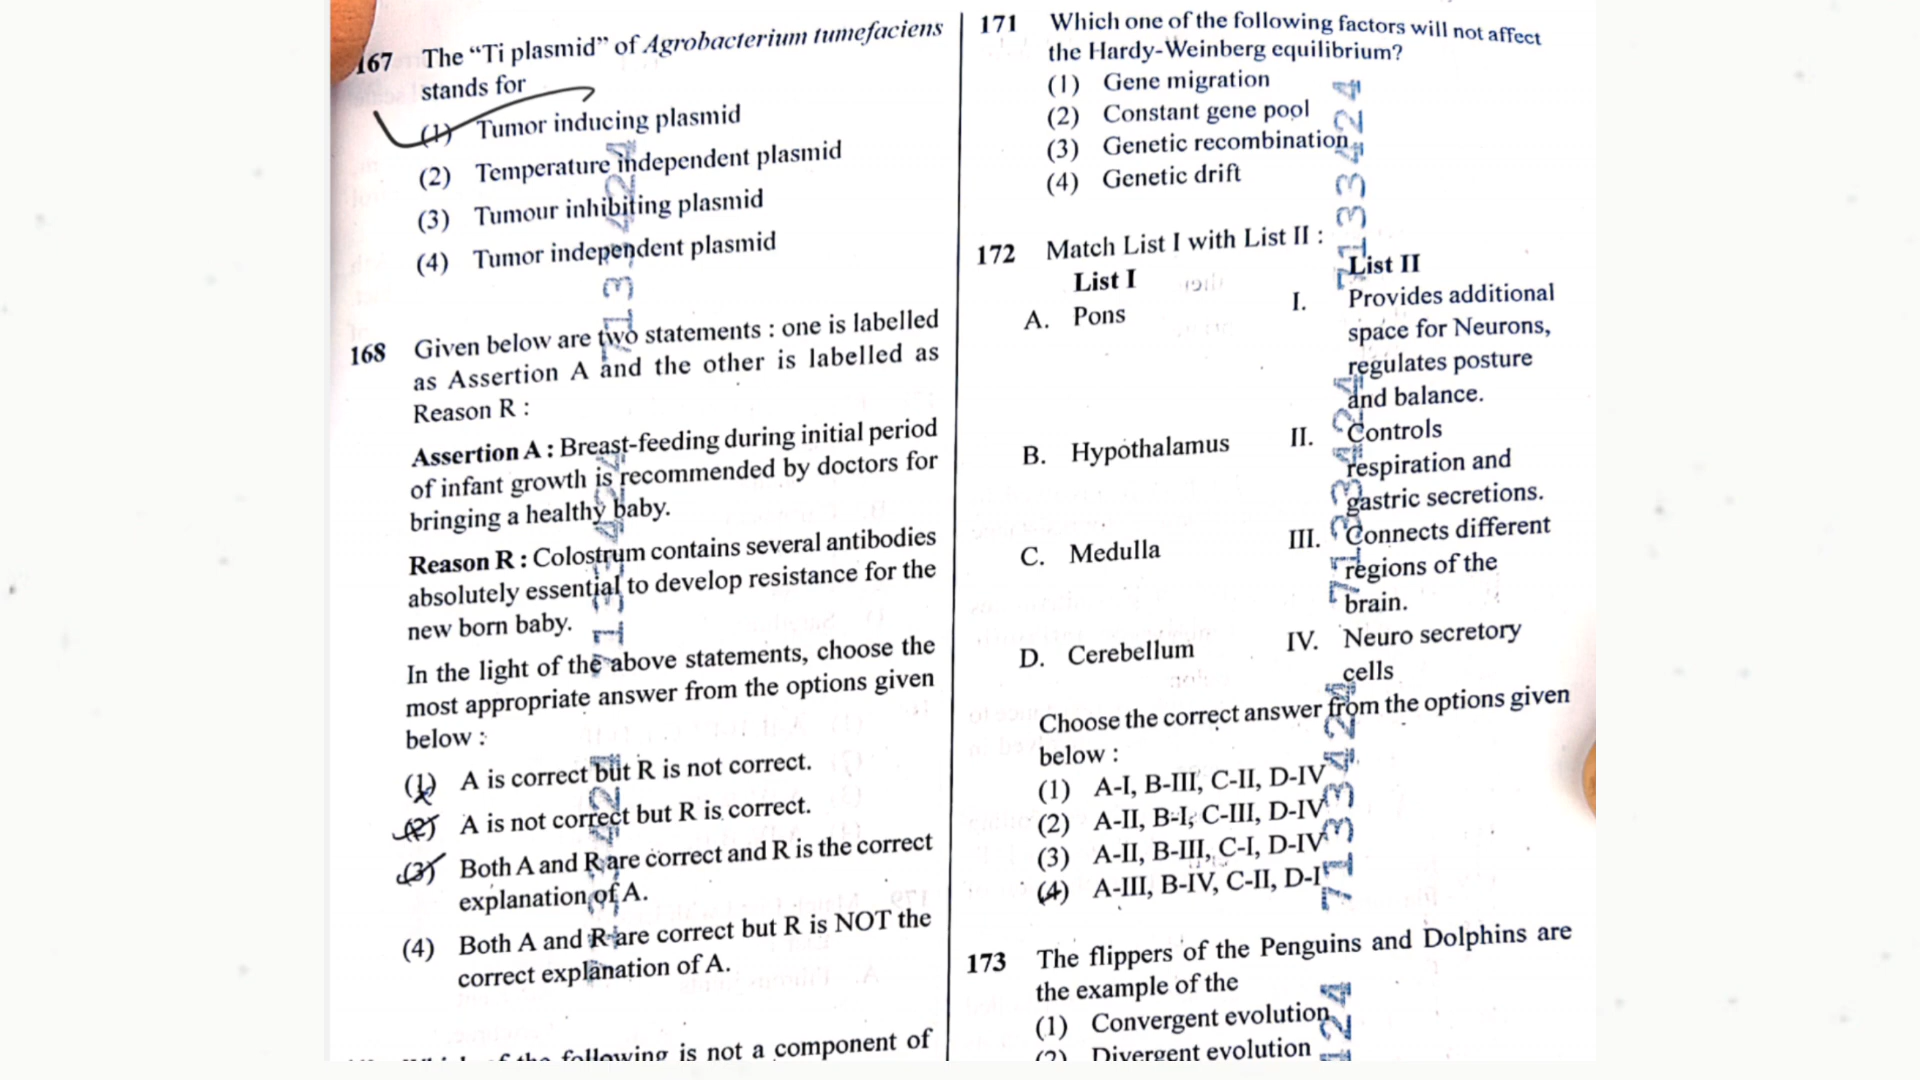 167 The “Ti plasmid” of Agrobacterium tumefaciens
stands for
(1) Tumor inducing plasmid
(2) Temperature independent plasmid
(3) Tumour inhibiting plasmid
(4) Tumor independent plasmid
168 Given below are two statements : one is labelled
as Assertion A and the other is labelled as
Reason R :
Assertion A : Breast-feeding during initial period
of infant growth is recommended by doctors for
bringing a healthy baby.
Reason R : Colostrum contains several antibodies
absolutely essential to develop resistance for the
new born baby.
In the light of the above statements, choose the
most appropriate answer from the options given
below :
(1) A is correct but R is not correct.
(2) A is not correct but R is correct.
(3) Both A and R are correct and R is the correct
explanation of A.
(4) Both A and R are correct but R is NOT the
correct explanation of A.
of the following is not a component of
171 Which one of the following factors will not affect
the Hardy-Weinberg equilibrium?
(1) Gene migration
(2) Constant gene pool
(3) Genetic recombination
(4) Genetic drift
172 Match List I with List II :
List I List II
A. Pons I. Provides additional
space for Neurons,
regulates posture
and balance.
B. Hypothalamus II. Controls
respiration and
gastric secretions.
C. Medulla III. Connects different
regions of the
brain.
D. Cerebellum IV. Neuro secretory
cells
Choose the correct answer from the options given
below :
(1) A-I, B-III, C-II, D-IV
(2) A-II, B-I, C-III, D-IV
(3) A-II, B-III, C-I, D-IV
(4) A-III, B-IV, C-II, D-I
173 The flippers of the Penguins and Dolphins are
the example of the
(1) Convergent evolution
(2) Divergent evolution
7133424
7133424
7133424